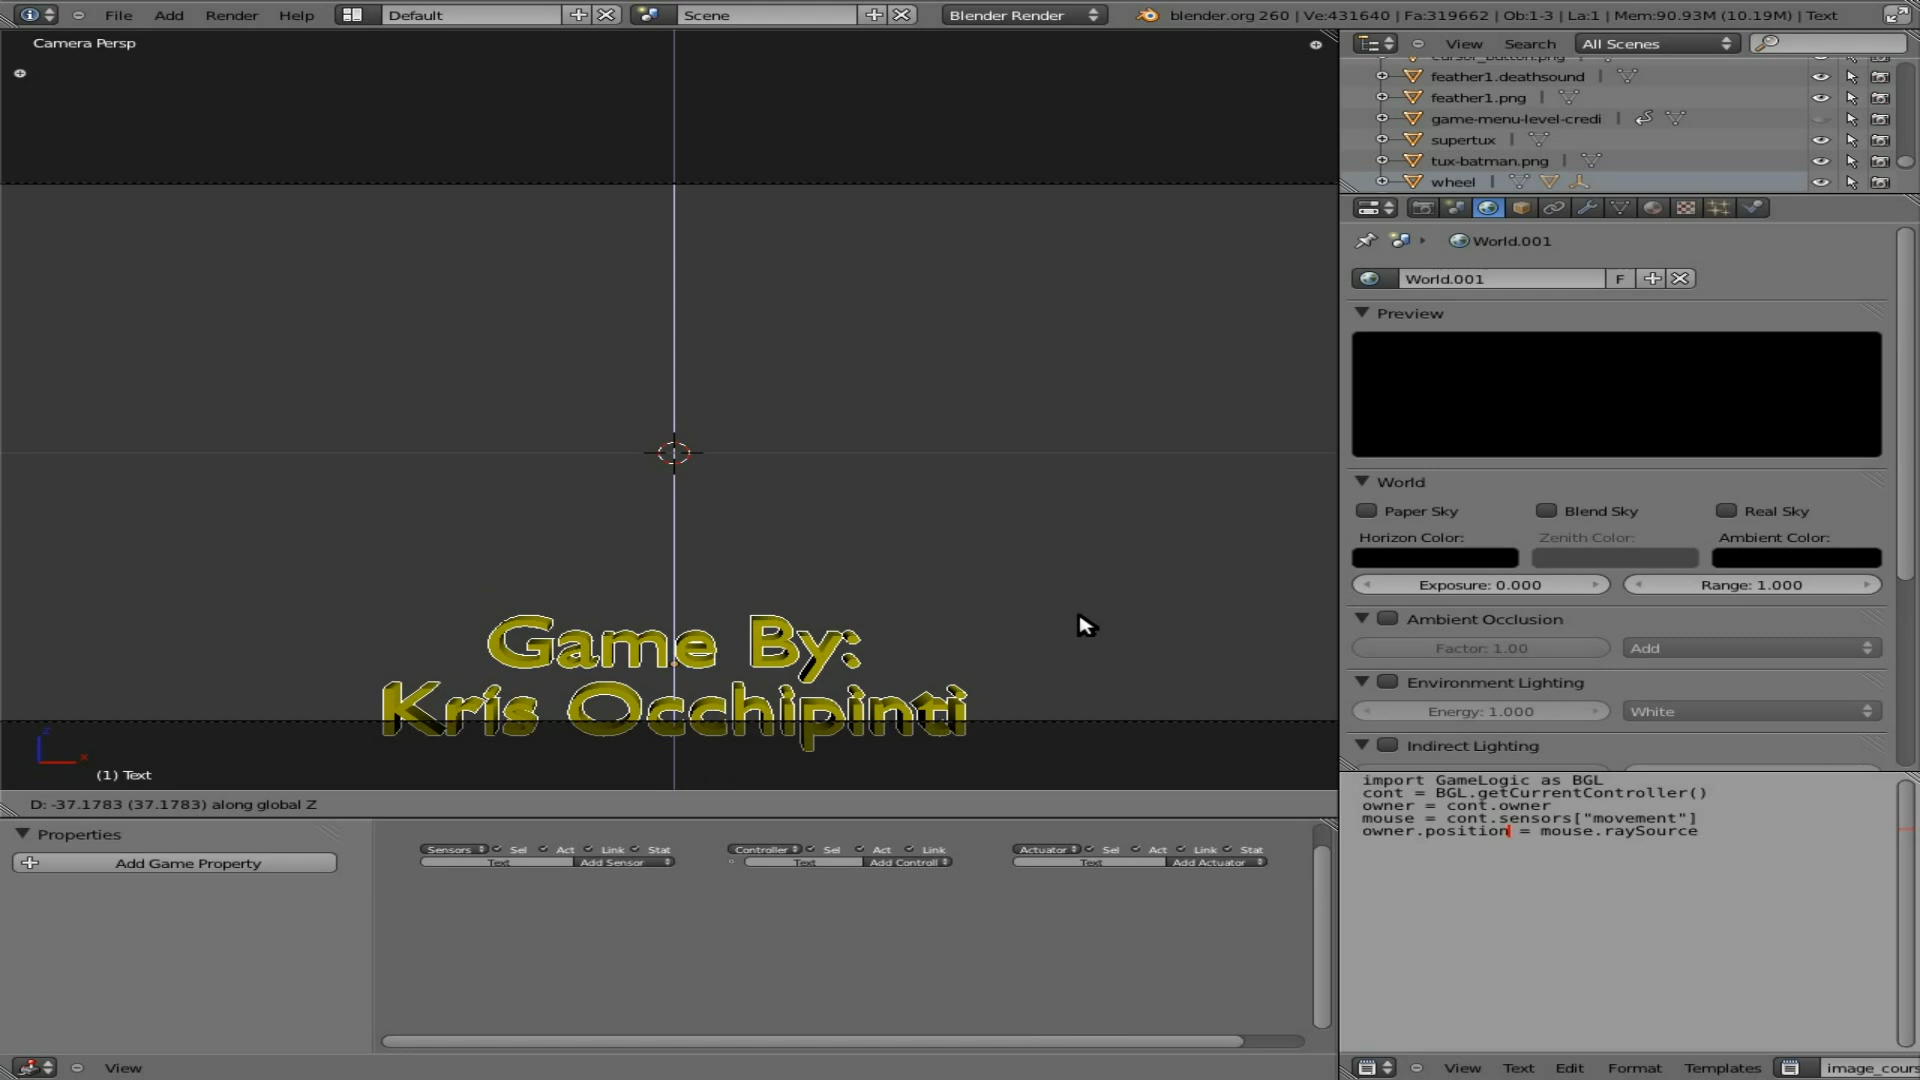 File Add Render Help Default Scene Blender Render blender.org 260 | Ve:431640 | Fa:319662 | Ob:1-3 | La:1 | Mem:90.93M (10.19M) | Text
Camera Persp
View Search All Scenes
cursor_button.png
feather1.deathsound
feather1.png
game-menu-level-credi
supertux
tux-batman.png
wheel
World.001
World.001 F
Preview
World
Paper Sky Blend Sky Real Sky
Horizon Color: Zenith Color: Ambient Color:
Exposure: 0.000 Range: 1.000
Ambient Occlusion
Factor: 1.00 Add
Environment Lighting
Energy: 1.000 White
Indirect Lighting
Game By:
Kris Occhipinti
z
x
(1) Text
D: -37.1783 (37.1783) along global Z
Properties
Add Game Property
Sensors Sel Act Link Stat
Text Add Sensor
Controller Sel Act Link
Text Add Controll
Actuator Sel Act Link Stat
Text Add Actuator
View
import GameLogic as BGL
cont = BGL.getCurrentController()
owner = cont.owner
mouse = cont.sensors["movement"]
owner.position = mouse.raySource
View Text Edit Format Templates image_cours